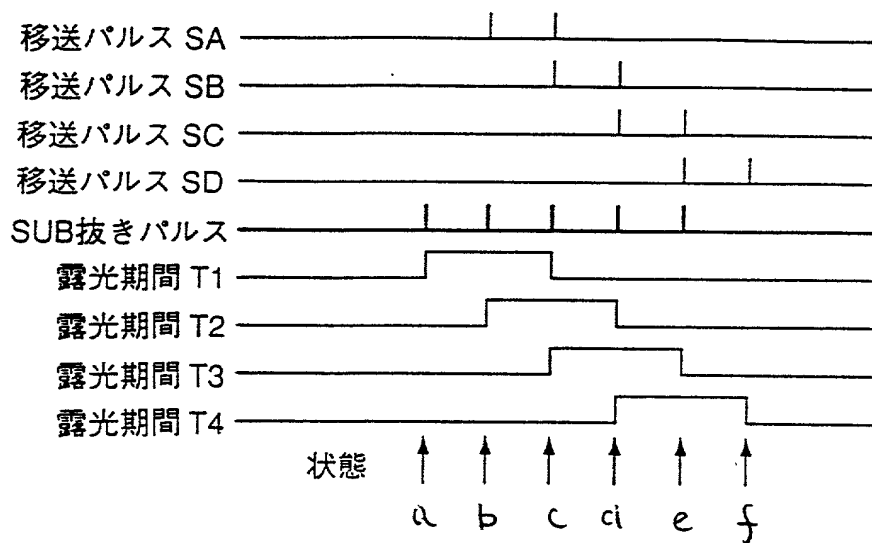 移送パルス SA
移送パルス SB
移送パルス SC
移送パルス SD
SUB抜きパルス
露光期間 T1
露光期間 T2
露光期間 T3
露光期間 T4
状態
a b c d e f